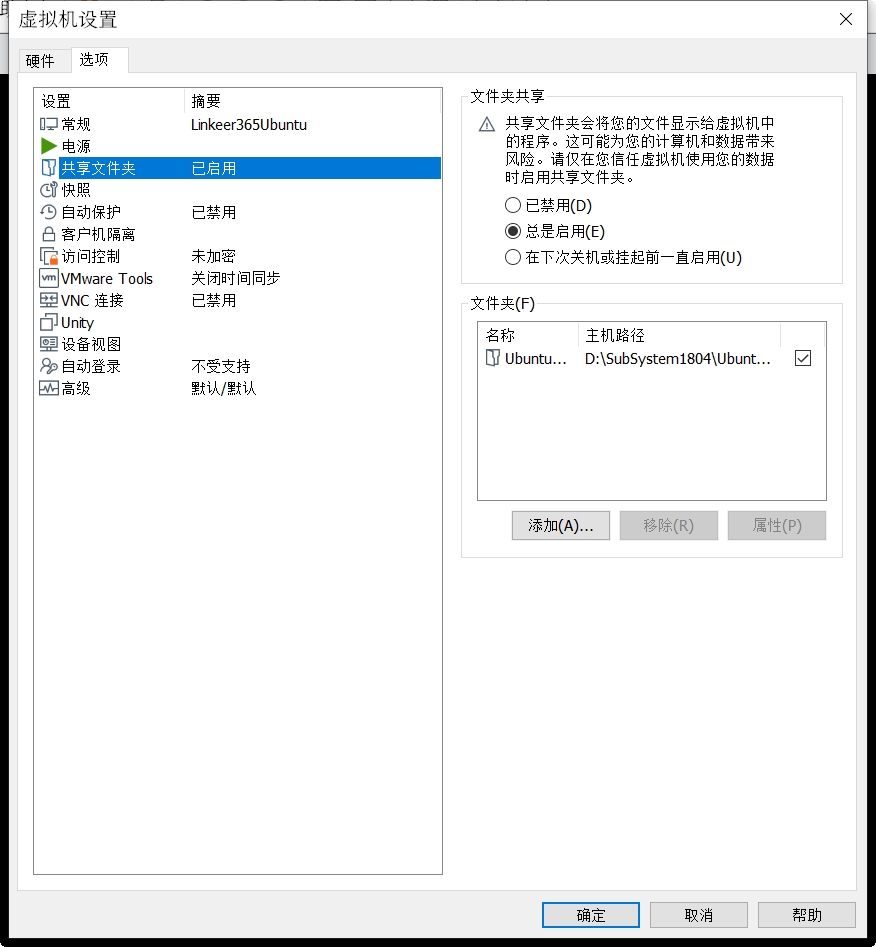 虚拟机设置
硬件 选项
设置 摘要
常规 Linkeer365Ubuntu
电源
共享文件夹 已启用
快照
自动保护 已禁用
客户机隔离
访问控制 未加密
VMware Tools 关闭时间同步
VNC 连接 已禁用
Unity
设备视图
自动登录 不受支持
高级 默认/默认
文件夹共享
共享文件夹会将您的文件显示给虚拟机中
的程序。这可能为您的计算机和数据带来
风险。请仅在您信任虚拟机使用您的数据
时启用共享文件夹。
已禁用(D)
总是启用(E)
在下次关机或挂起前一直启用(U)
文件夹(F)
名称 主机路径
Ubuntu... D:\SubSystem1804\Ubunt...
添加(A)... 移除(R) 属性(P)
确定 取消 帮助